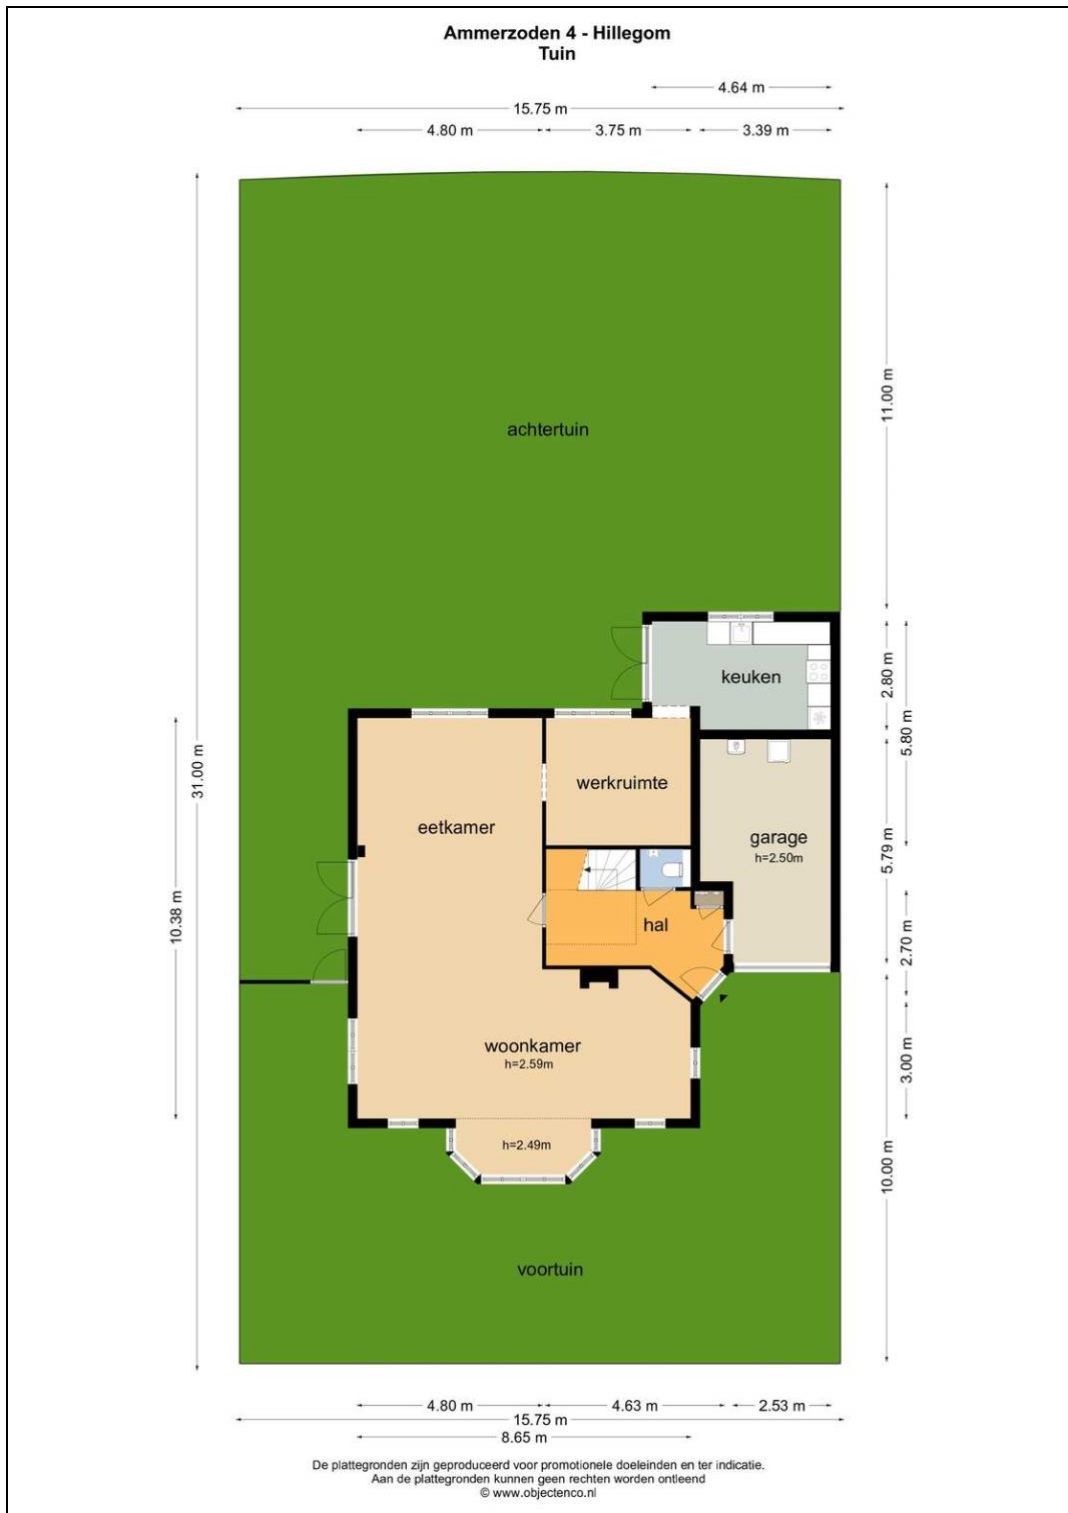 Ammerzoden 4 - Hillegom
Tuin
4.64 m
15.75 m
4.80 m
3.75 m
3.39 m
31.00 m
11.00 m
achtertuin
keuken
2.80 m
5.80 m
10.38 m
eetkamer
werkruimte
garage
h=2.50m
5.79 m
hal
2.70 m
woonkamer
h=2.59m
3.00 m
h=2.49m
10.00 m
voortuin
4.80 m
4.63 m
2.53 m
15.75 m
8.65 m
De plattegronden zijn geproduceerd voor promotionele doeleinden en ter indicatie.
Aan de plattegronden kunnen geen rechten worden ontleend
© www.objectenco.nl